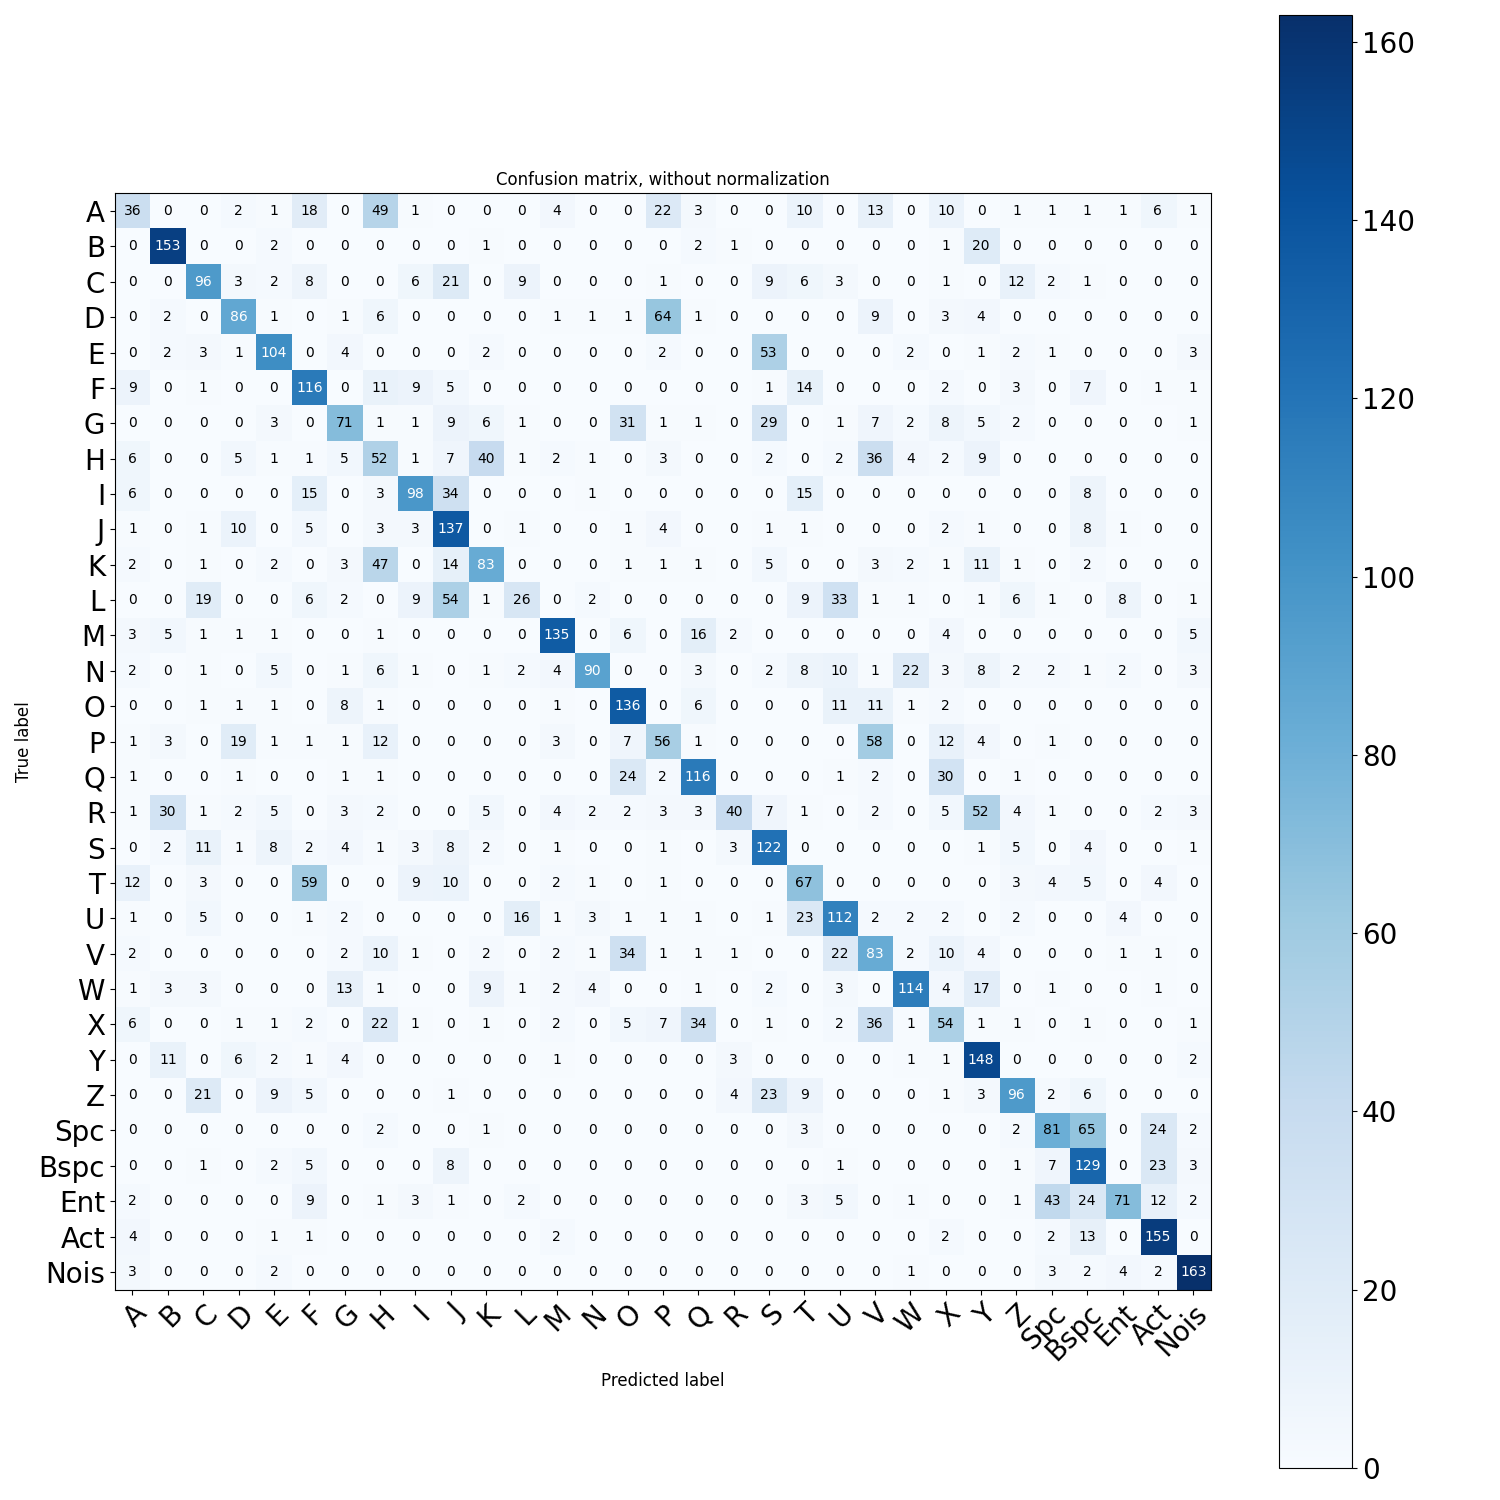 Confusion matrix, without normalization
A 36 0 0 2 1 18 0 49 1 0 0 0 4 0 0 22 3 0 0 10 0 13 0 10 0 1 1 1 1 6 1
B 0 153 0 0 2 0 0 0 0 0 1 0 0 0 0 0 2 1 0 0 0 0 0 1 20 0 0 0 0 0 0
C 0 0 96 3 2 8 0 0 6 21 0 9 0 0 0 1 0 0 9 6 3 0 0 1 0 12 2 1 0 0 0
D 0 2 0 86 1 0 1 6 0 0 0 0 1 1 1 64 1 0 0 0 0 9 0 3 4 0 0 0 0 0 0
E 0 2 3 1 104 0 4 0 0 0 2 0 0 0 0 2 0 0 53 0 0 0 2 0 1 2 1 0 0 0 3
F 9 0 1 0 0 116 0 11 9 5 0 0 0 0 0 0 0 0 1 14 0 0 0 2 0 3 0 7 0 1 1
G 0 0 0 0 3 0 71 1 1 9 6 1 0 0 31 1 1 0 29 0 1 7 2 8 5 2 0 0 0 0 1
H 6 0 0 5 1 1 5 52 1 7 40 1 2 1 0 3 0 0 2 0 2 36 4 2 9 0 0 0 0 0 0
I 6 0 0 0 0 15 0 3 98 34 0 0 0 1 0 0 0 0 0 15 0 0 0 0 0 0 0 8 0 0 0
J 1 0 1 10 0 5 0 3 3 137 0 1 0 0 1 4 0 0 1 1 0 0 0 2 1 0 0 8 1 0 0
K 2 0 1 0 2 0 3 47 0 14 83 0 0 0 1 1 1 0 5 0 0 3 2 1 11 1 0 2 0 0 0
L 0 0 19 0 0 6 2 0 9 54 1 26 0 2 0 0 0 0 0 9 33 1 1 0 1 6 1 0 8 0 1
M 3 5 1 1 1 0 0 1 0 0 0 0 135 0 6 0 16 2 0 0 0 0 0 4 0 0 0 0 0 0 5
N 2 0 1 0 5 0 1 6 1 0 1 2 4 90 0 0 3 0 2 8 10 1 22 3 8 2 2 1 2 0 3
O 0 0 1 1 1 0 8 1 0 0 0 0 1 0 136 0 6 0 0 0 11 11 1 2 0 0 0 0 0 0 0
P 1 3 0 19 1 1 1 12 0 0 0 0 3 0 7 56 1 0 0 0 0 58 0 12 4 0 1 0 0 0 0
Q 1 0 0 1 0 0 1 1 0 0 0 0 0 0 24 2 116 0 0 0 1 2 0 30 0 1 0 0 0 0 0
R 1 30 1 2 5 0 3 2 0 0 5 0 4 2 2 3 3 40 7 1 0 2 0 5 52 4 1 0 0 2 3
S 0 2 11 1 8 2 4 1 3 8 2 0 1 0 0 1 0 3 122 0 0 0 0 0 1 5 0 4 0 0 1
T 12 0 3 0 0 59 0 0 9 10 0 0 2 1 0 1 0 0 0 67 0 0 0 0 0 3 4 5 0 4 0
U 1 0 5 0 0 1 2 0 0 0 0 16 1 3 1 1 1 0 1 23 112 2 2 2 0 2 0 0 4 0 0
V 2 0 0 0 0 0 2 10 1 0 2 0 2 1 34 1 1 1 0 0 22 83 2 10 4 0 0 0 1 1 0
W 1 3 3 0 0 0 13 1 0 0 9 1 2 4 0 0 1 0 2 0 3 0 114 4 17 0 1 0 0 1 0
X 6 0 0 1 1 2 0 22 1 0 1 0 2 0 5 7 34 0 1 0 2 36 1 54 1 1 0 1 0 0 1
Y 0 11 0 6 2 1 4 0 0 0 0 0 1 0 0 0 0 3 0 0 0 0 1 1 148 0 0 0 0 0 2
Z 0 0 21 0 9 5 0 0 0 1 0 0 0 0 0 0 0 4 23 9 0 0 0 1 3 96 2 6 0 0 0
Spc 0 0 0 0 0 0 0 2 0 0 1 0 0 0 0 0 0 0 0 3 0 0 0 0 0 2 81 65 0 24 2
Bspc 0 0 1 0 2 5 0 0 0 8 0 0 0 0 0 0 0 0 0 0 1 0 0 0 0 1 7 129 0 23 3
Ent 2 0 0 0 0 9 0 1 3 1 0 2 0 0 0 0 0 0 0 3 5 0 1 0 0 1 43 24 71 12 2
Act 4 0 0 0 1 1 0 0 0 0 0 0 2 0 0 0 0 0 0 0 0 0 0 2 0 0 2 13 0 155 0
Nois 3 0 0 0 2 0 0 0 0 0 0 0 0 0 0 0 0 0 0 0 0 0 1 0 0 0 3 2 4 2 163
A B C D E F G H I J K L M N O P Q R S T U V W X Y Z Spc Bspc Ent Act Nois
Predicted label
True label
160
140
120
100
80
60
40
20
0